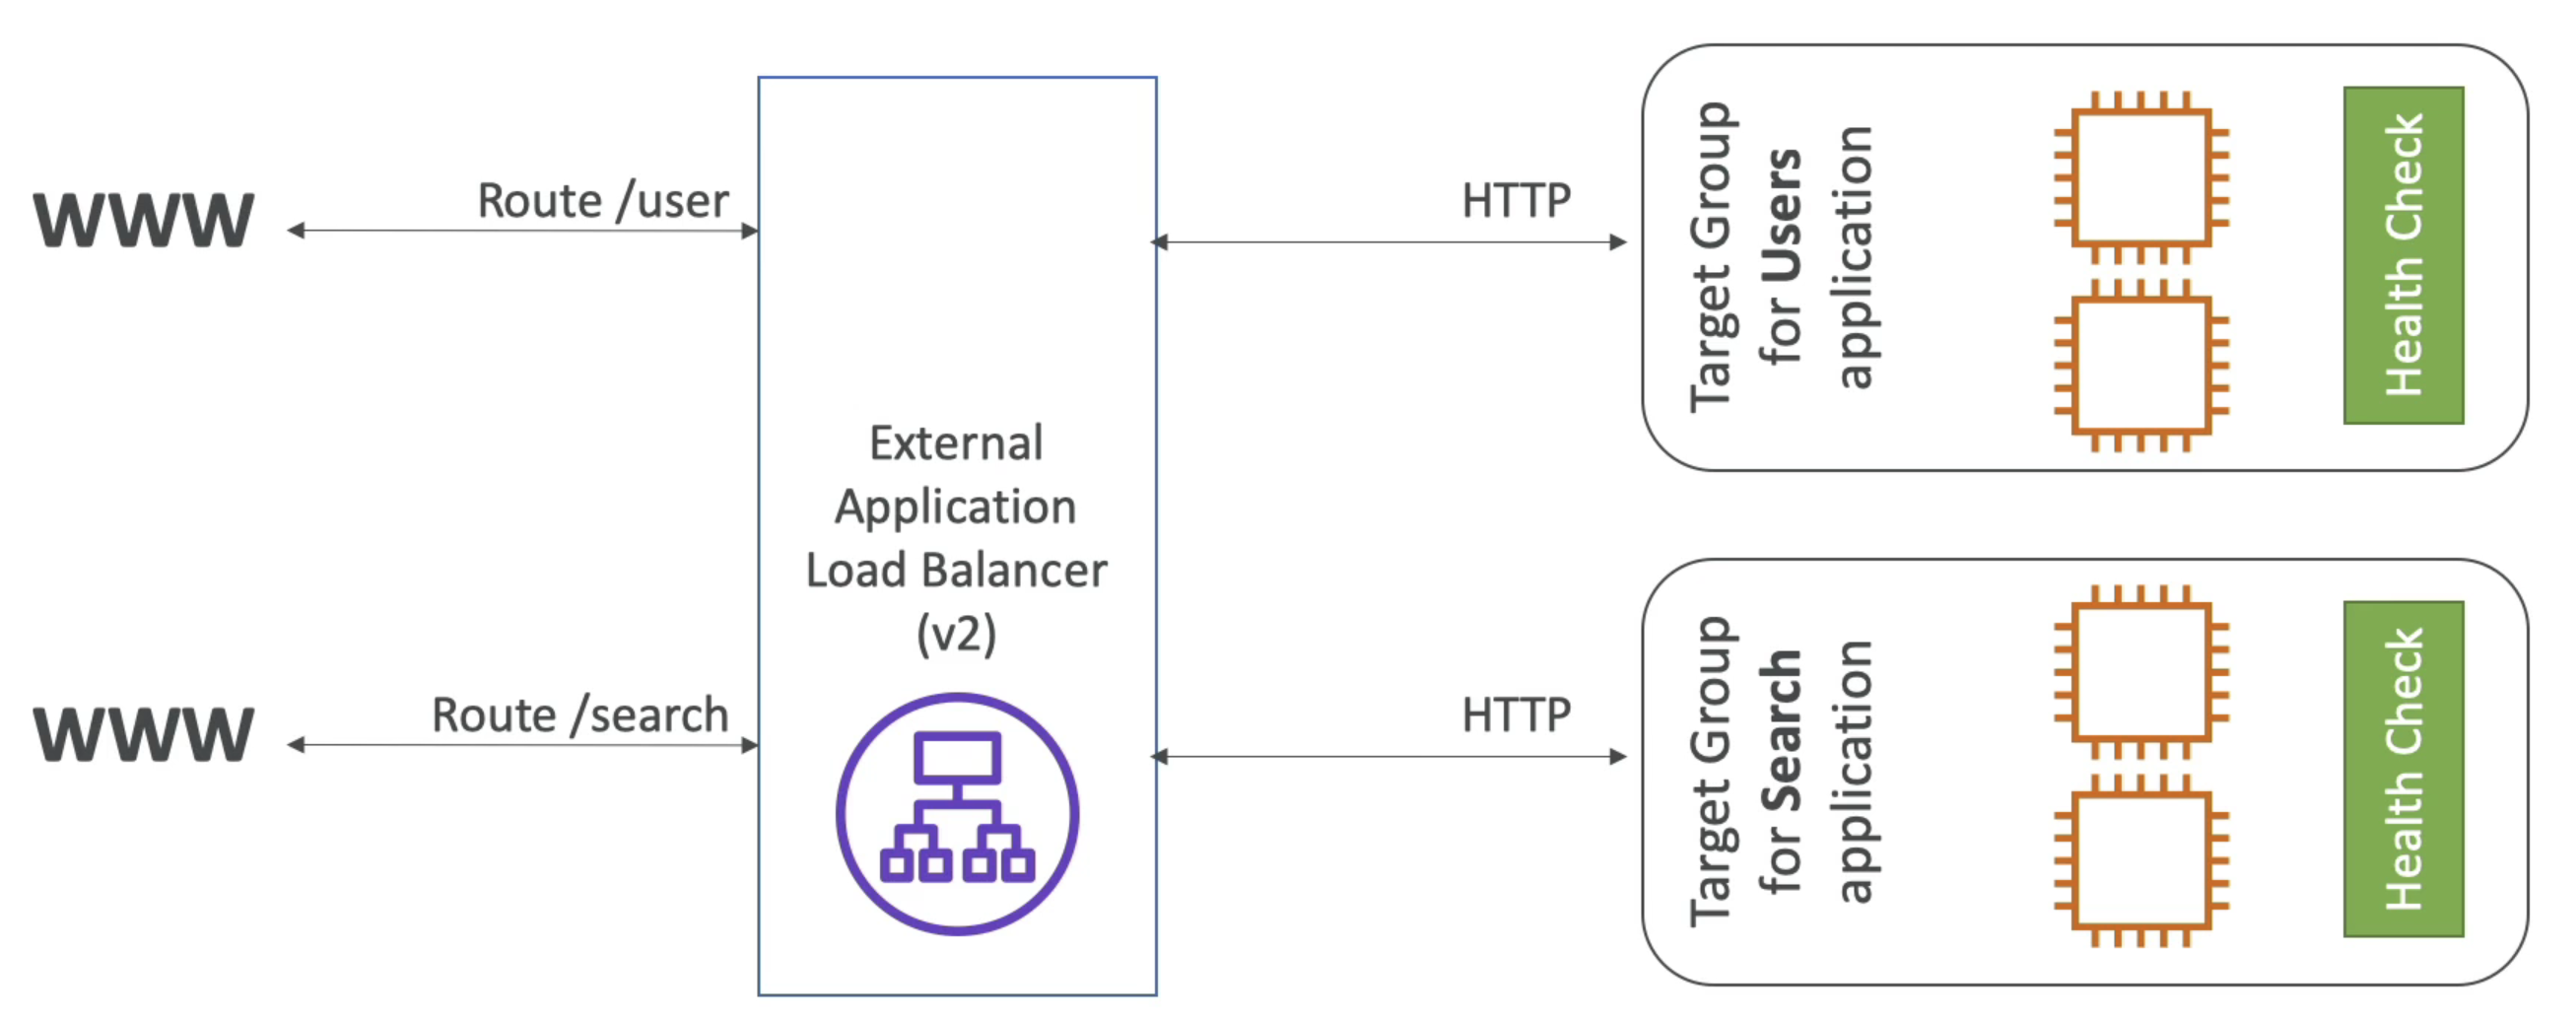 WWW
Route /user
HTTP
Target Group
for Users
application
Health Check
External
Application
Load Balancer
(v2)
WWW
Route /search
HTTP
Target Group
for Search
application
Health Check